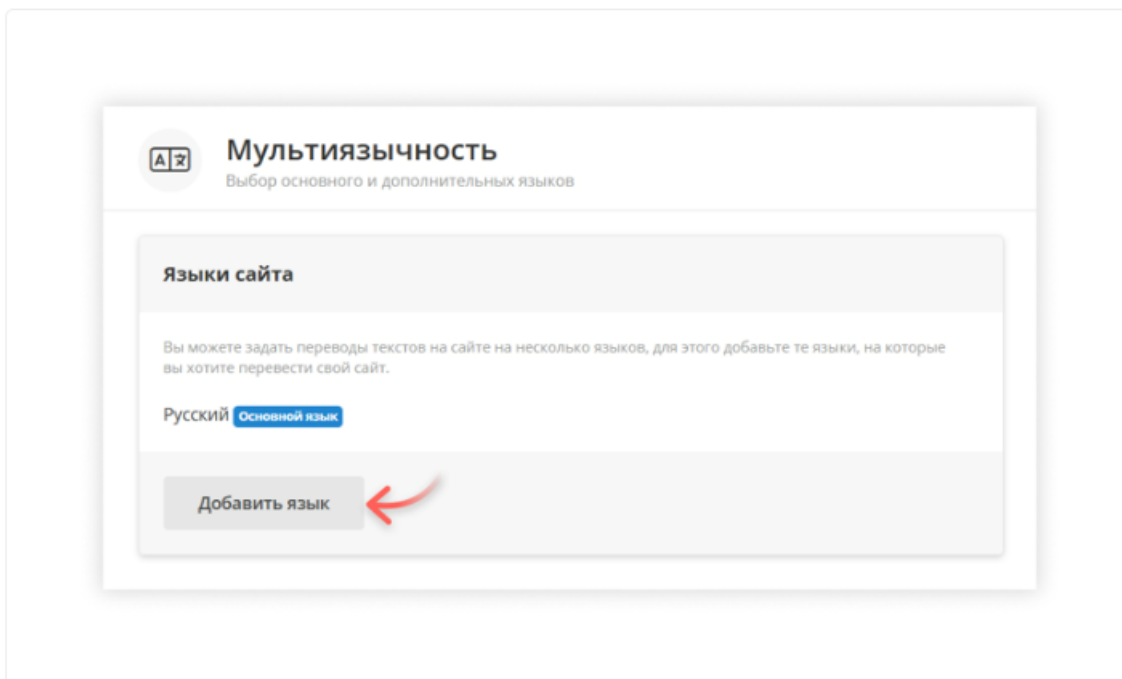 A 文
Мультиязычность
Выбор основного и дополнительных языков
Языки сайта
Вы можете задать переводы текстов на сайте на несколько языков, для этого добавьте те языки, на которые
вы хотите перевести свой сайт.
Русский Основной язык
Добавить язык